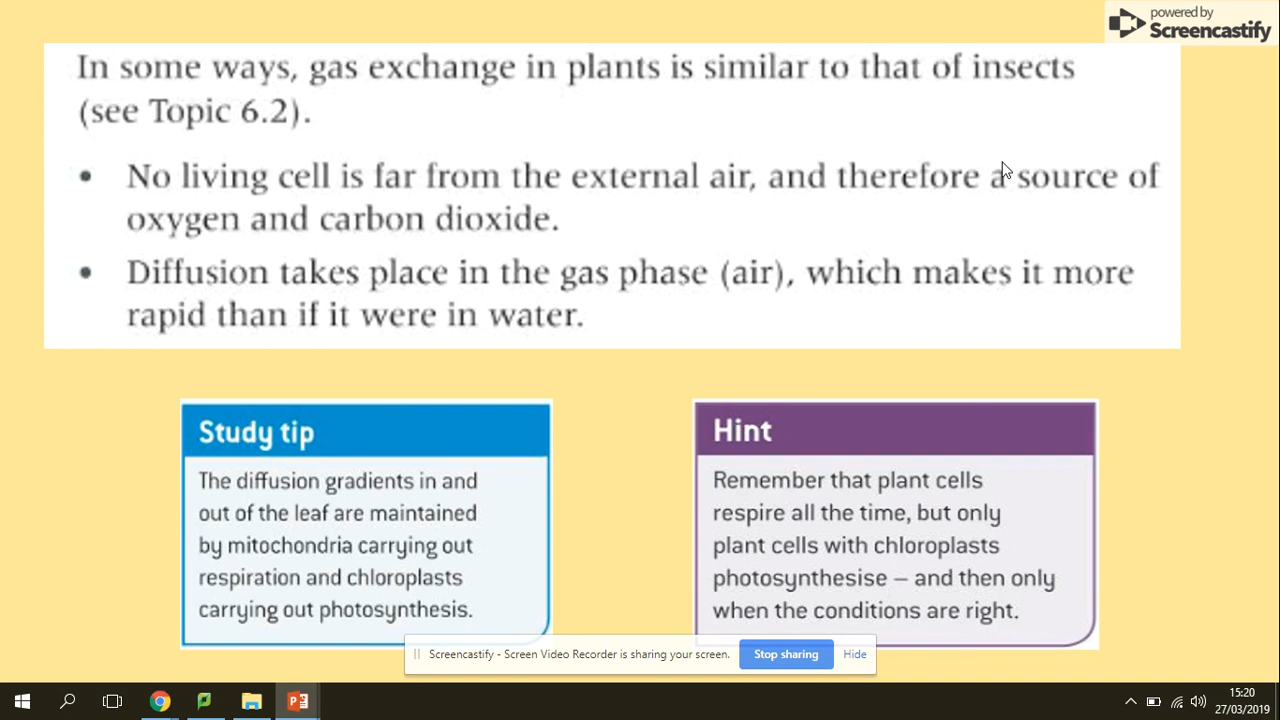 powered by
Screencastify
In some ways, gas exchange in plants is similar to that of insects
(see Topic 6.2).
• No living cell is far from the external air, and therefore a source of
oxygen and carbon dioxide.
• Diffusion takes place in the gas phase (air), which makes it more
rapid than if it were in water.
Study tip
The diffusion gradients in and
out of the leaf are maintained
by mitochondria carrying out
respiration and chloroplasts
carrying out photosynthesis.
Hint
Remember that plant cells
respire all the time, but only
plant cells with chloroplasts
photosynthesise – and then only
when the conditions are right.
Screencastify - Screen Video Recorder is sharing your screen. Stop sharing Hide
15:20
27/03/2019